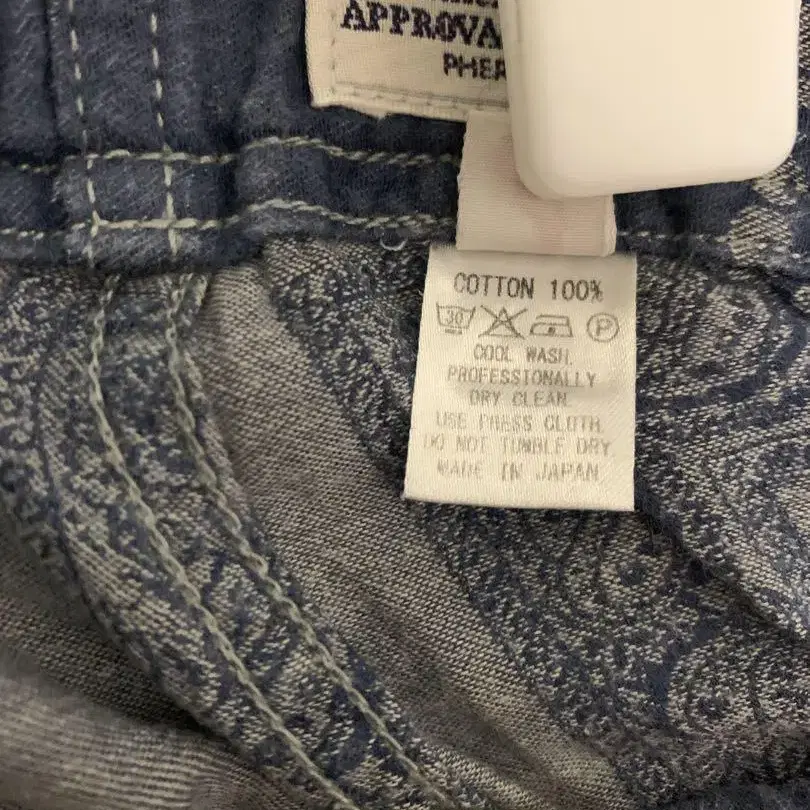 APPROVA
PHER
COTTON 100%
30 P
COOL WASH.
PROFESSIONALLY
DRY CLEAN.
USE PRESS CLOTH.
DO NOT TUMBLE DRY.
MADE IN JAPAN